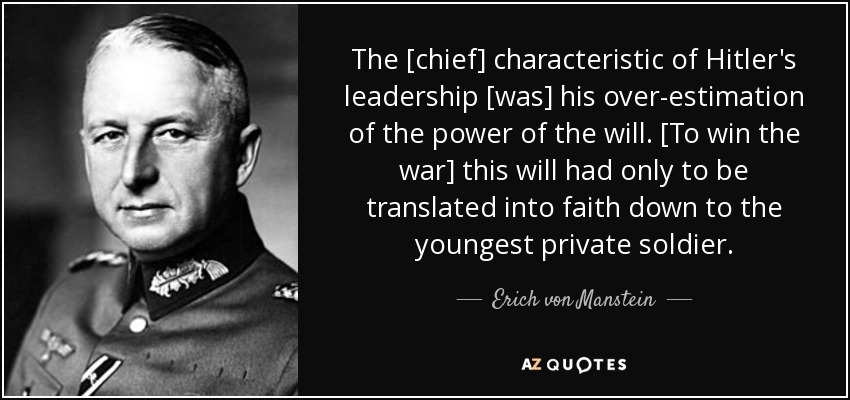 The [chief] characteristic of Hitler's
leadership [was] his over-estimation
of the power of the will. [To win the
war] this will had only to be
translated into faith down to the
youngest private soldier.
Erich von Manstein
AZ QUOTES